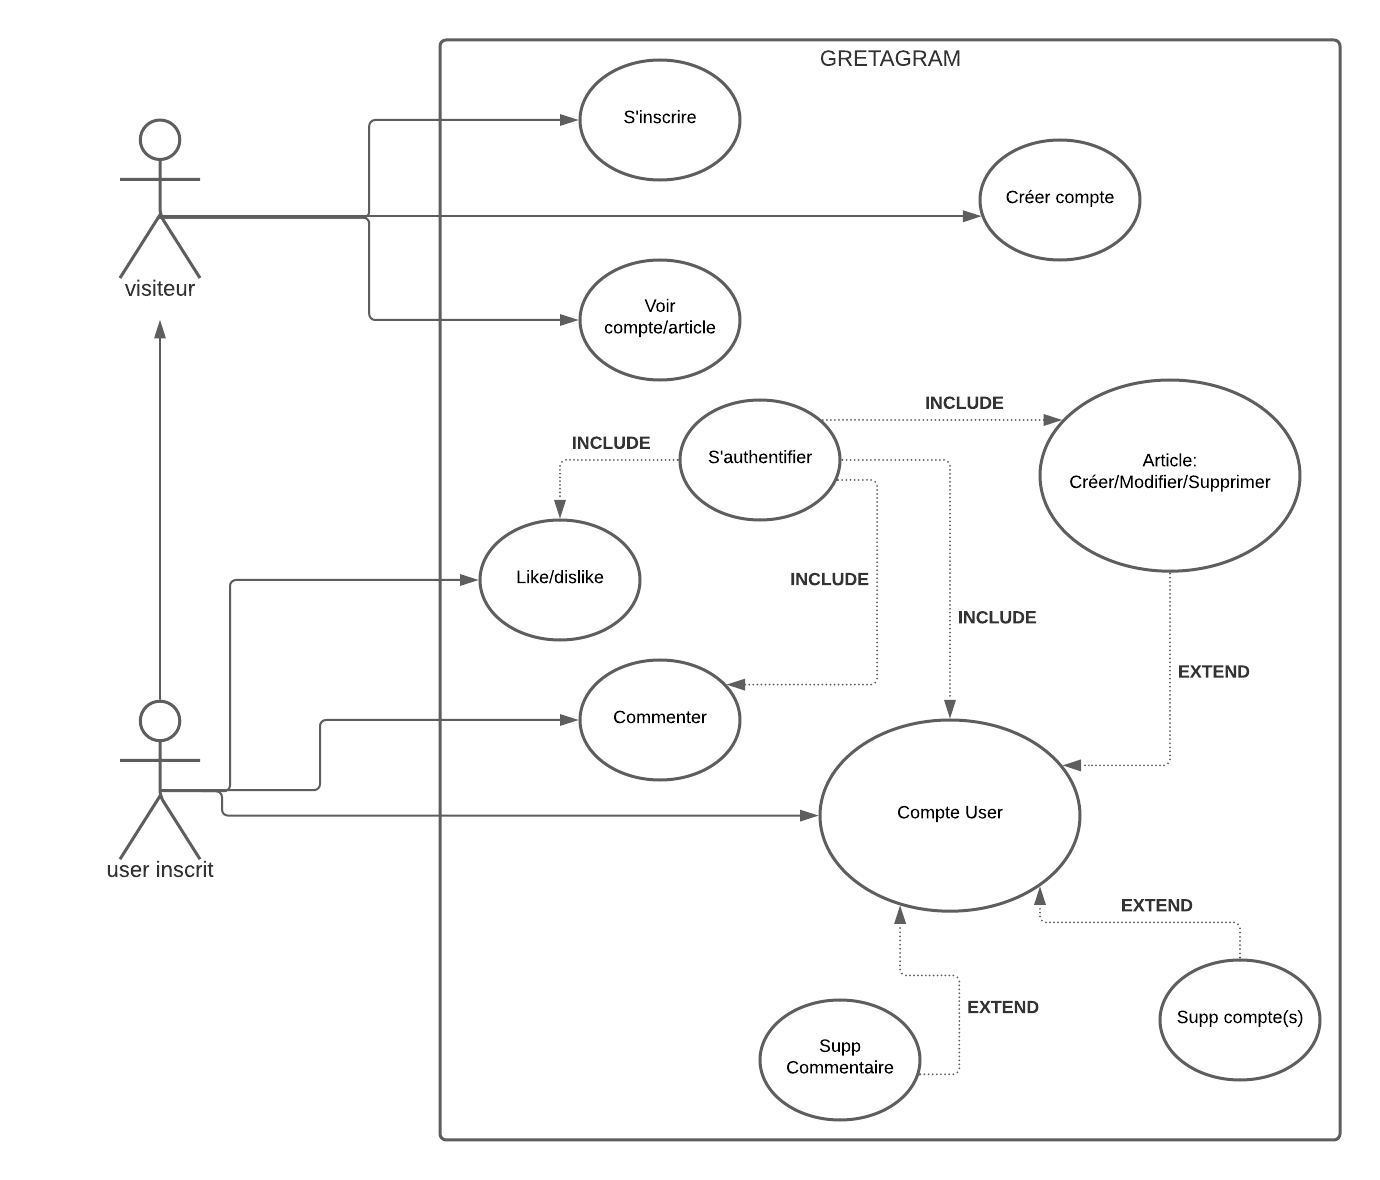 GRETAGRAM
S'inscrire
Créer compte
visiteur
Voir
compte/article
INCLUDE
INCLUDE
S'authentifier
Article:
Créer/Modifier/Supprimer
Like/dislike
INCLUDE
INCLUDE
EXTEND
Commenter
Compte User
user inscrit
EXTEND
EXTEND
Supp compte(s)
Supp
Commentaire